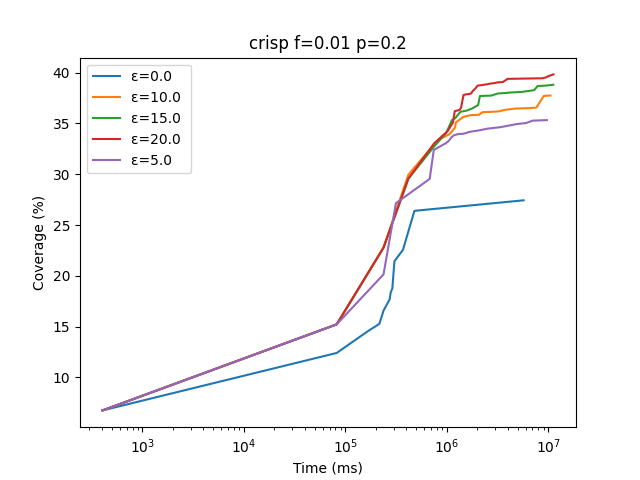 crisp f=0.01 p=0.2
ε=0.0
ε=10.0
ε=15.0
ε=20.0
ε=5.0
Coverage (%)
40
35
30
25
20
15
10
10³
10⁴
10⁵
10⁶
10⁷
Time (ms)